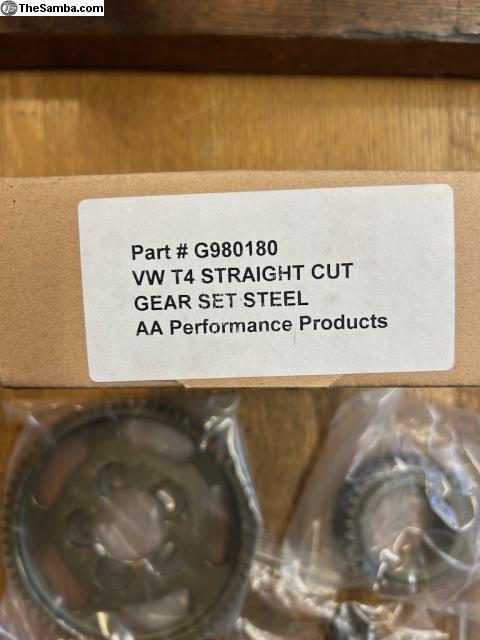 TheSamba.com
Part # G980180
VW T4 STRAIGHT CUT
GEAR SET STEEL
AA Performance Products